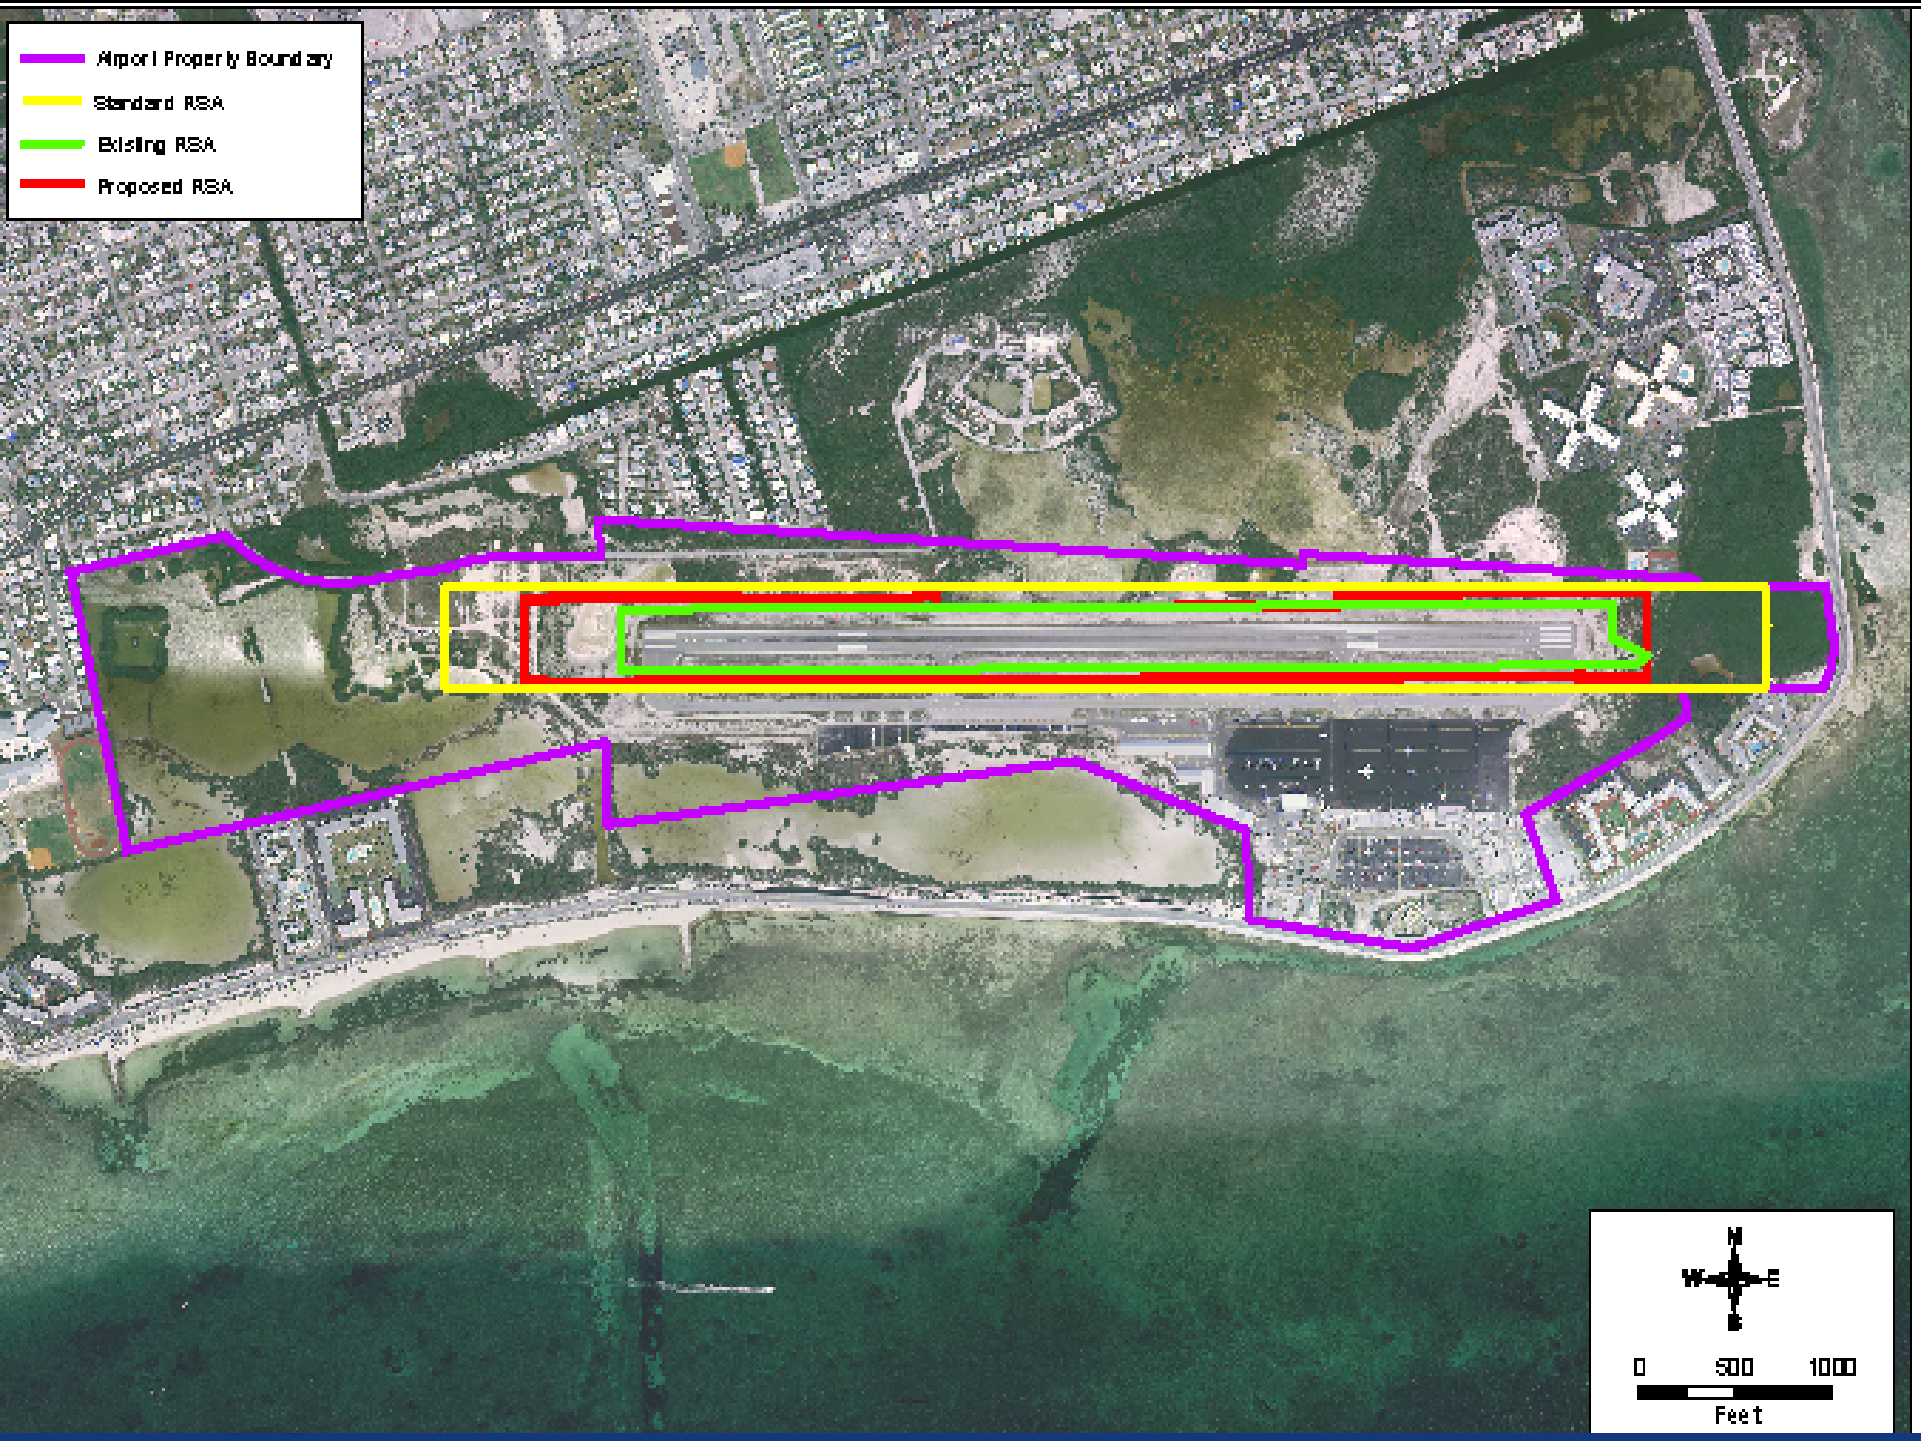 Airport Property Boundary
Standard RSA
Existing RSA
Proposed RSA
N
W E
S
0 500 1000
Feet